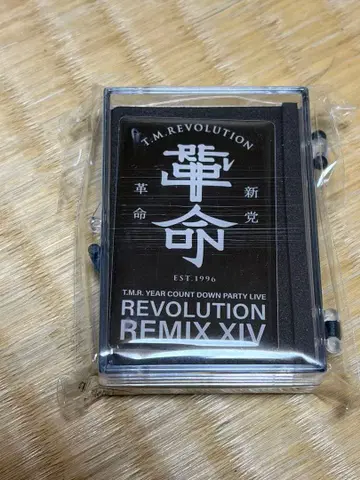 T.M.REVOLUTION
革命
革命
新党
EST.1996
T.M.R. YEAR COUNT DOWN PARTY LIVE
REVOLUTION
REMIX XIV